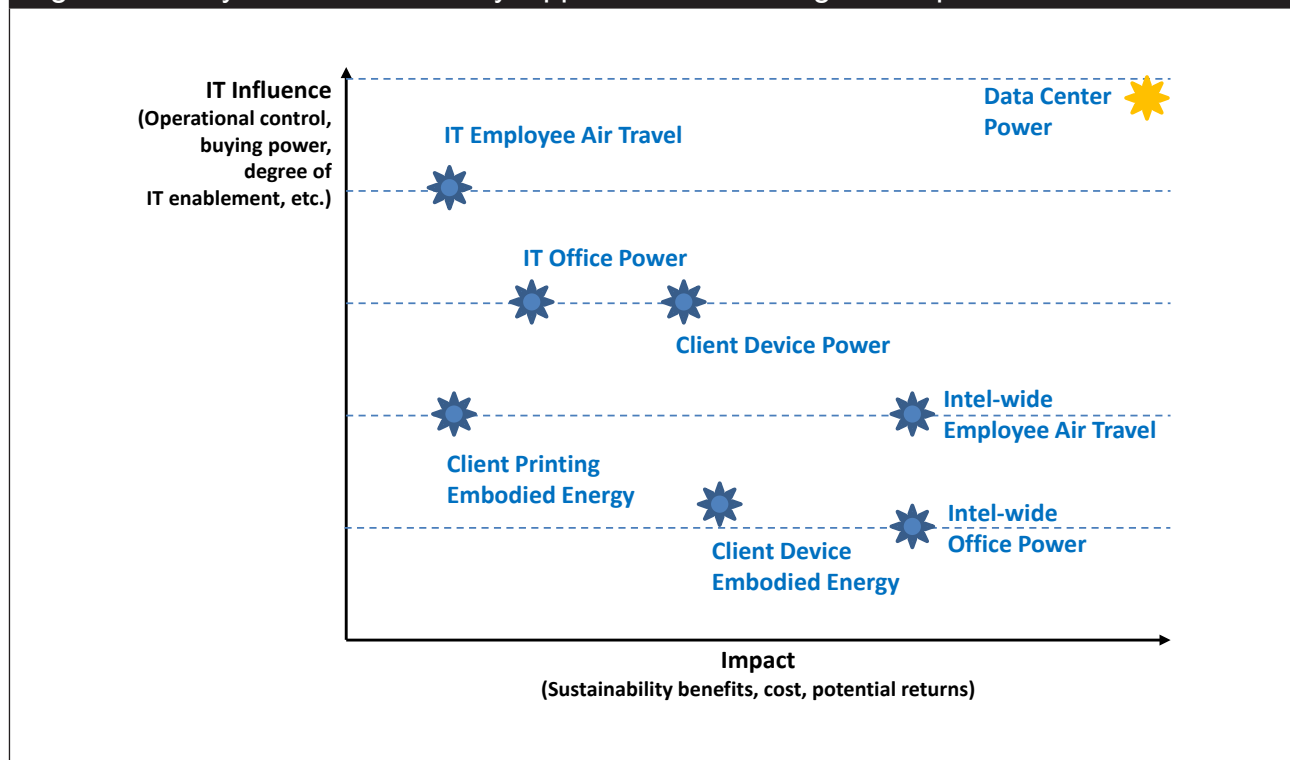 IT Influence
(Operational control,
buying power,
degree of
IT enablement, etc.)
Data Center
Power
IT Employee Air Travel
IT Office Power
Client Device Power
Intel-wide
Employee Air Travel
Client Printing
Embodied Energy
Intel-wide
Office Power
Client Device
Embodied Energy
Impact
(Sustainability benefits, cost, potential returns)